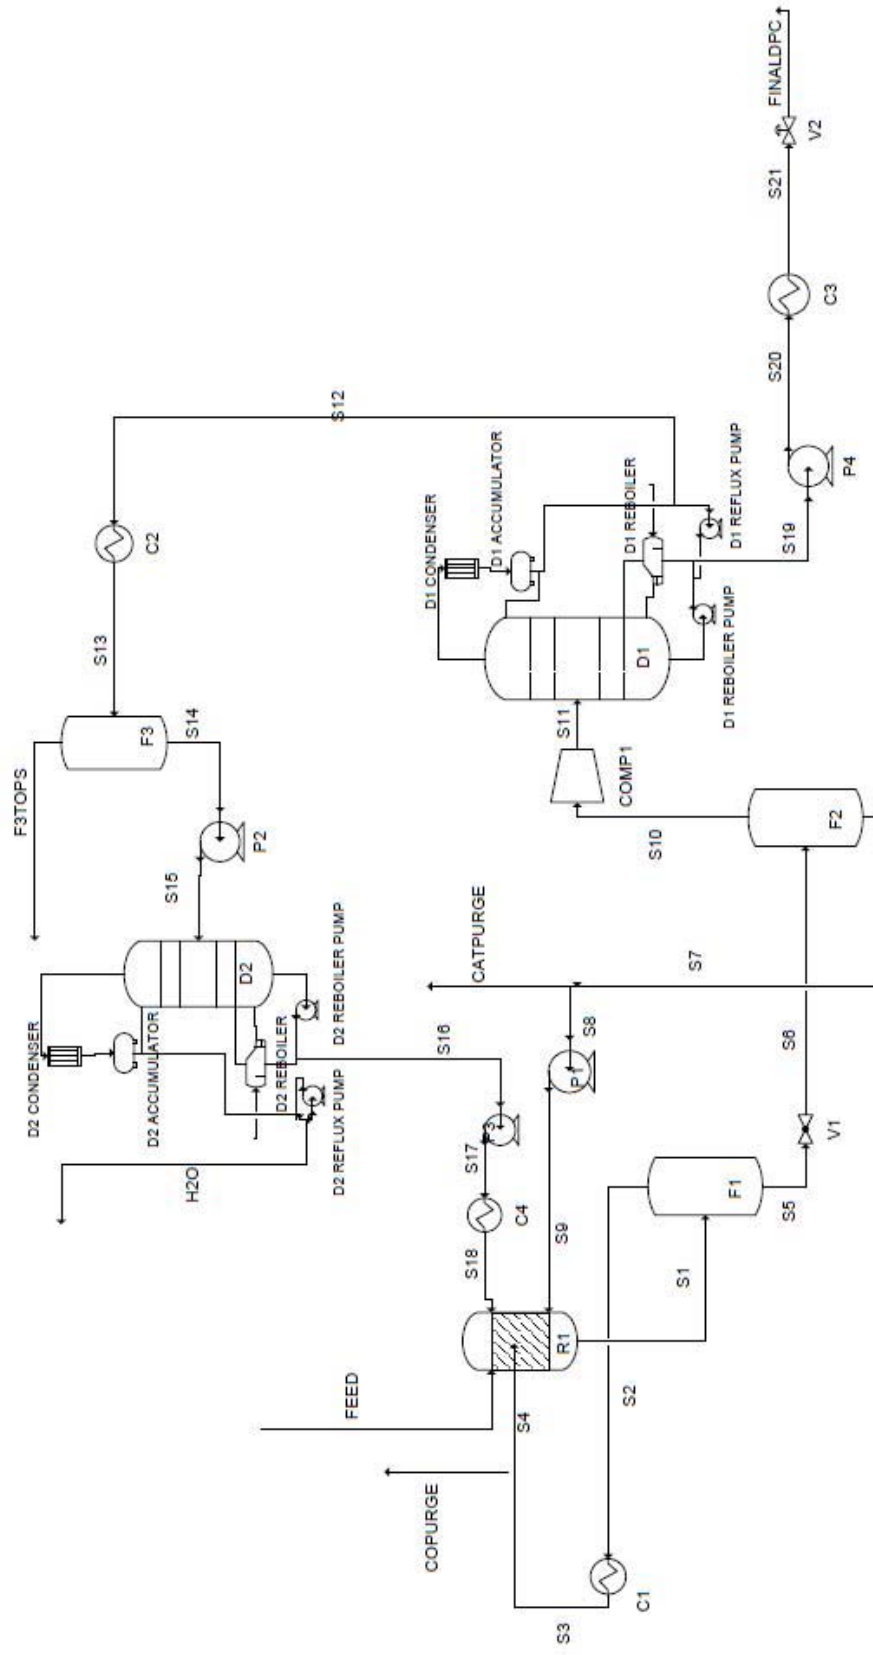 FEED
COPURGE
S4
S3
C1
S2
R1
S1
F1
S5
V1
S6
F2
S7
CATPURGE
S8
P1
S9
S10
COMP1
S11
D1
D1 CONDENSER
D1 ACCUMULATOR
D1 REBOILER
D1 REFLUX PUMP
D1 REBOILER PUMP
S12
C2
S13
F3
F3TOPS
S14
P2
S15
D2
D2 CONDENSER
D2 ACCUMULATOR
D2 REBOILER
D2 REFLUX PUMP
D2 REBOILER PUMP
H2O
S16
S17
C4
S18
S19
P4
S20
C3
S21
V2
FINALDPC